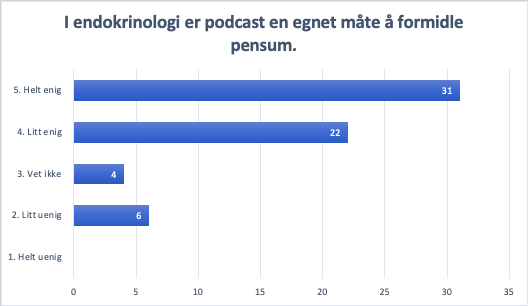 I endokrinologi er podcast en egnet måte å formidle
pensum.
5. Helt enig
31
4. Litt enig
22
3. Vet ikke
4
2. Litt uenig
6
1. Helt uenig
0 5 10 15 20 25 30 35